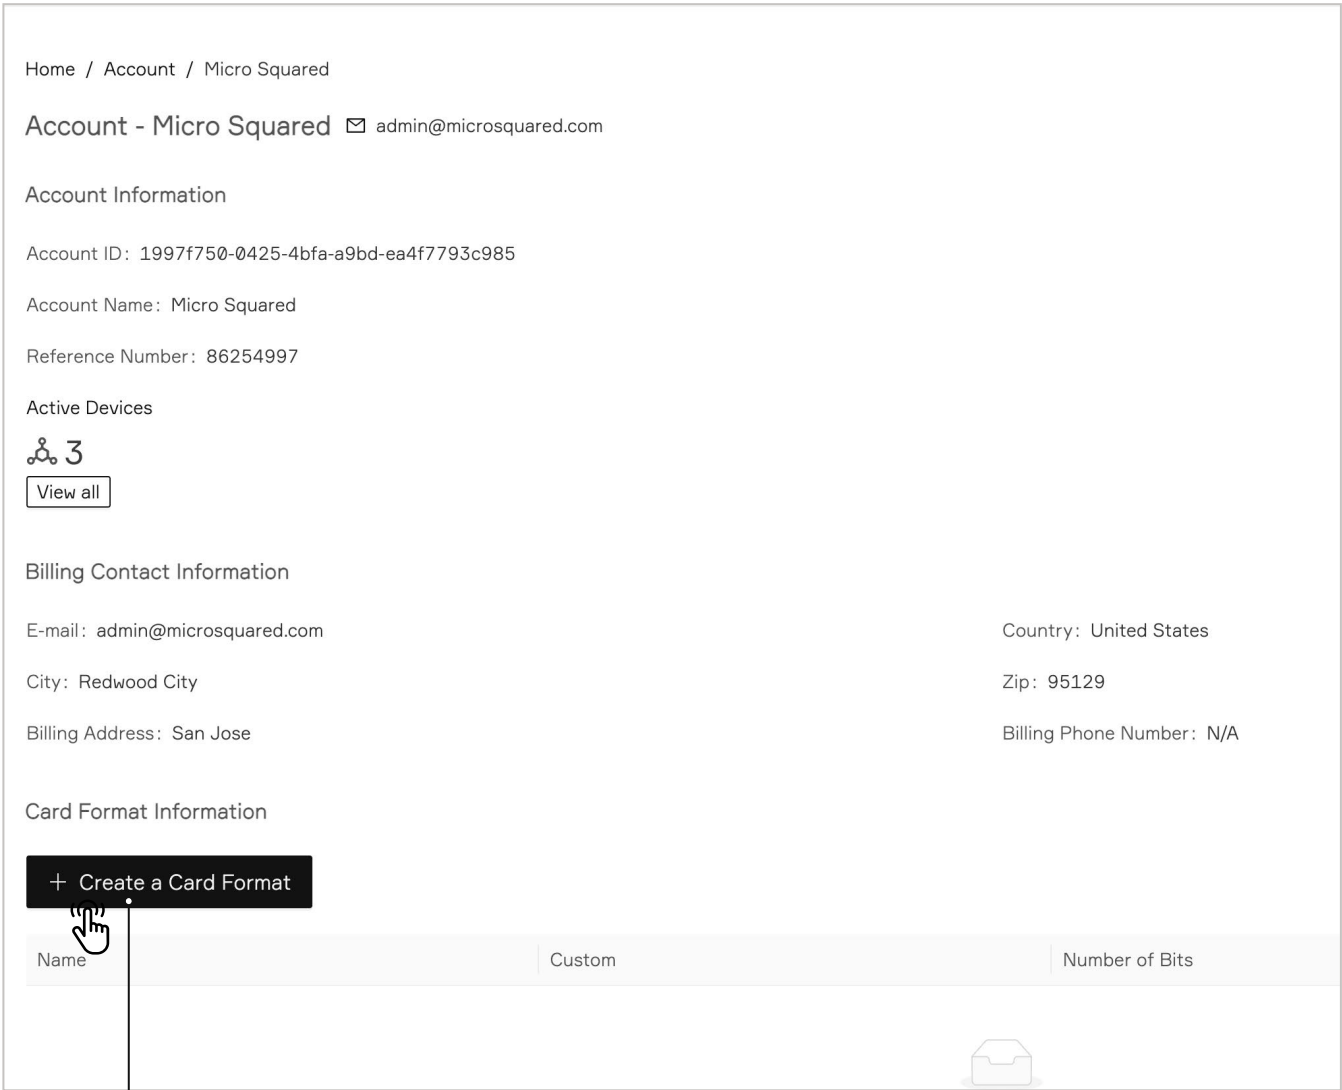 Home / Account / Micro Squared
Account - Micro Squared admin@microsquared.com
Account Information
Account ID: 1997f750-0425-4bfa-a9bd-ea4f7793c985
Account Name: Micro Squared
Reference Number: 86254997
Active Devices
3
View all
Billing Contact Information
E-mail: admin@microsquared.com
Country: United States
City: Redwood City
Zip: 95129
Billing Address: San Jose
Billing Phone Number: N/A
Card Format Information
+ Create a Card Format
Name Custom Number of Bits